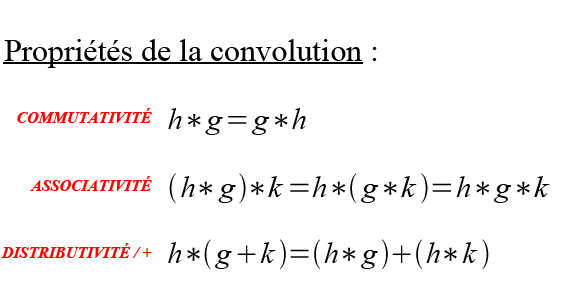 Propriétés de la convolution :
COMMUTATIVITÉ h*g=g*h
ASSOCIATIVITÉ (h*g)*k=h*(g*k)=h*g*k
DISTRIBUTIVITÉ / + h*(g+k)=(h*g)+(h*k)